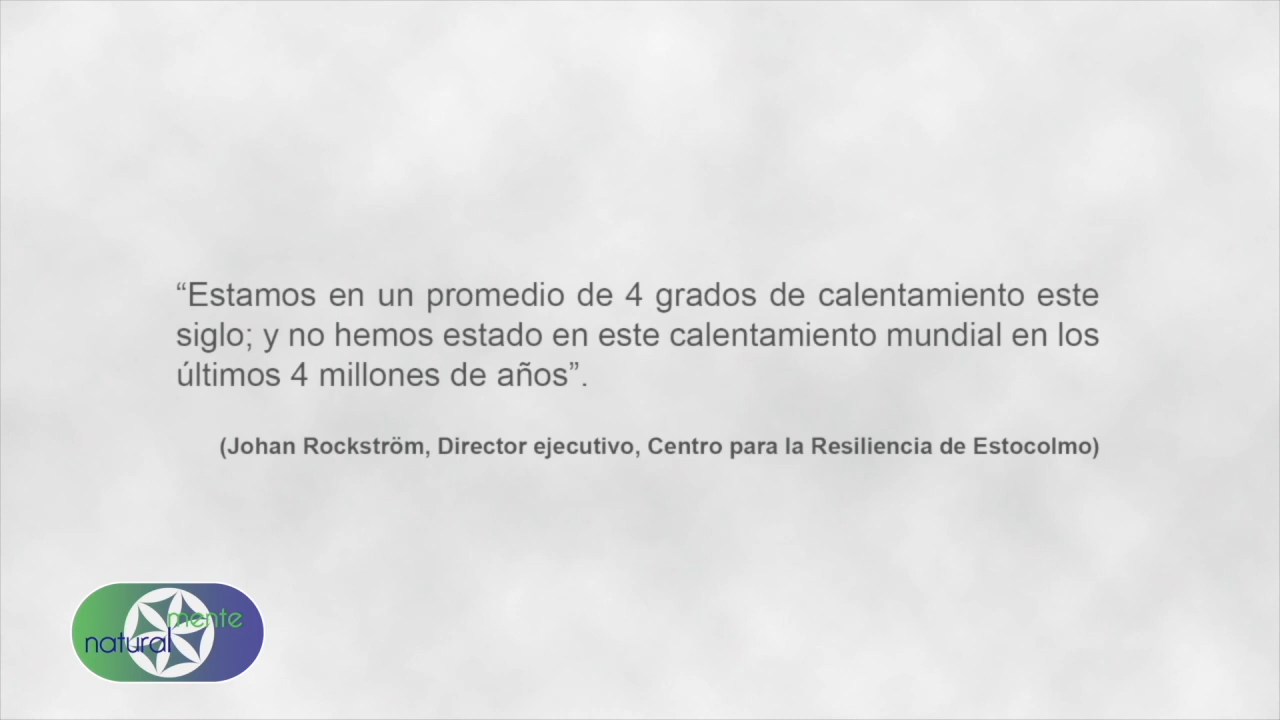 “Estamos en un promedio de 4 grados de calentamiento este
siglo; y no hemos estado en este calentamiento mundial en los
últimos 4 millones de años”.
(Johan Rockström, Director ejecutivo, Centro para la Resiliencia de Estocolmo)
mente
natural